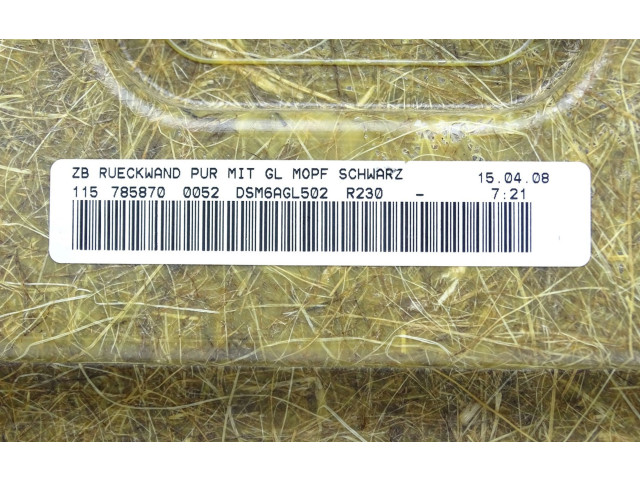 ZB RUECKWAND PUR MIT GL MOPF SCHWARZ 15.04.08
115 785870 0052 DSM6AGL502 R230 - 7:21